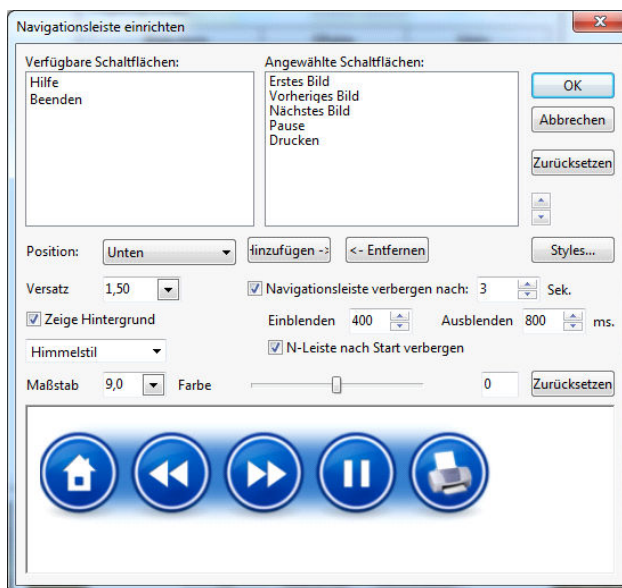 Navigationsleiste einrichten
Verfügbare Schaltflächen: Angewählte Schaltflächen:
Hilfe
Beenden
Erstes Bild
Vorheriges Bild
Nächstes Bild
Pause
Drucken
OK
Abbrechen
Zurücksetzen
Position: Unten Hinzufügen -> <- Entfernen Styles...
Versatz 1,50 Navigationsleiste verbergen nach: 3 Sek.
Zeige Hintergrund Einblenden 400 Ausblenden 800 ms.
Himmelstil N-Leiste nach Start verbergen
Maßstab 9,0 Farbe 0 Zurücksetzen